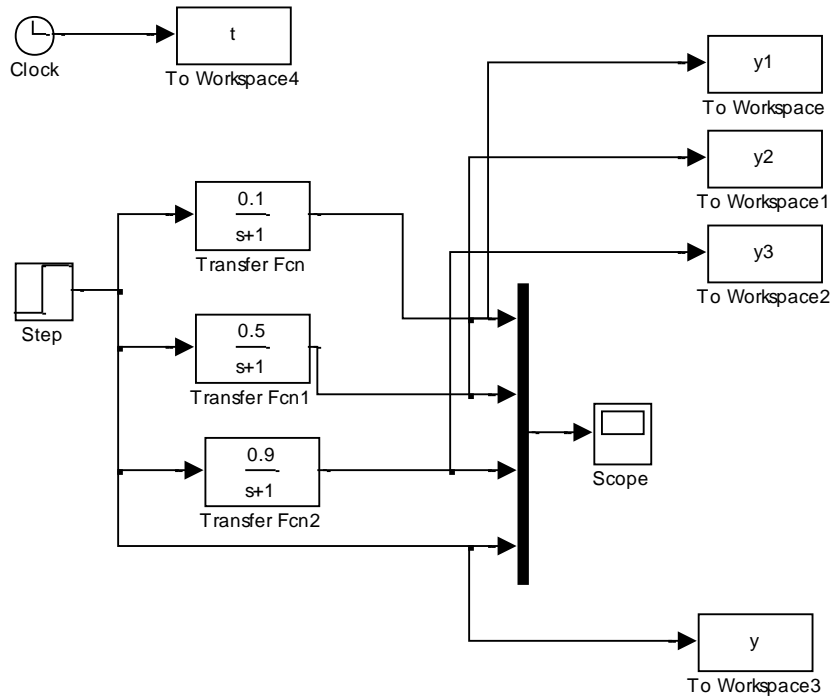 t
Clock
To Workspace4
y1
To Workspace
y2
To Workspace1
0.1
s+1
Transfer Fcn
y3
To Workspace2
Step
0.5
s+1
Transfer Fcn1
0.9
s+1
Transfer Fcn2
Scope
y
To Workspace3